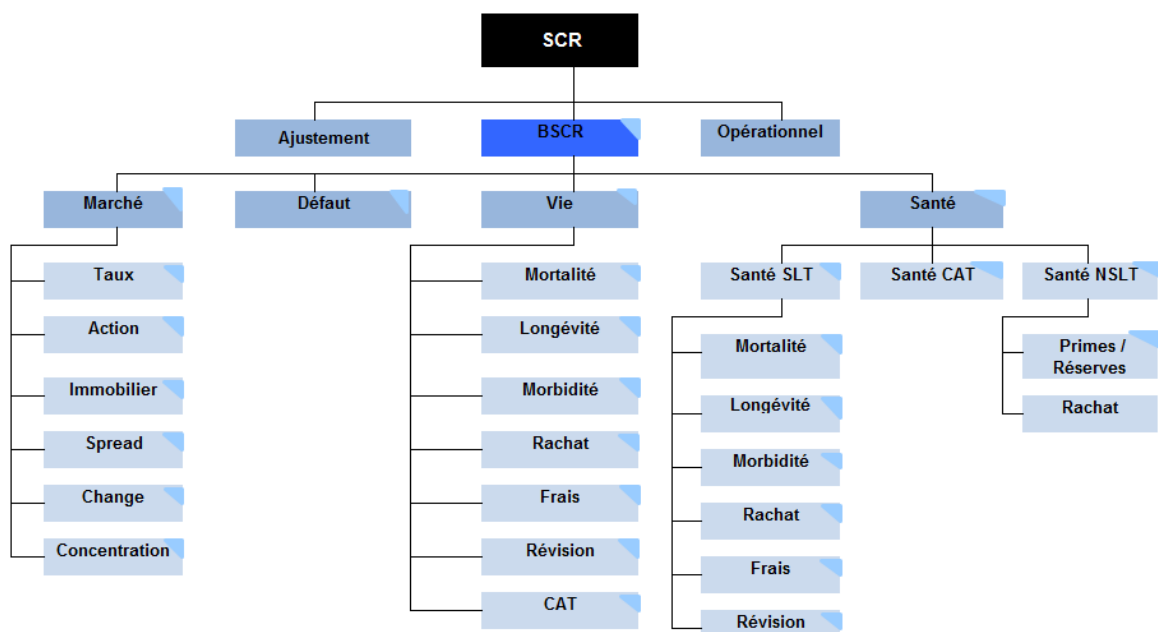 SCR
Ajustement
BSCR
Opérationnel
Marché
Défaut
Vie
Santé
Taux
Action
Immobilier
Spread
Change
Concentration
Mortalité
Longévité
Morbidité
Rachat
Frais
Révision
CAT
Santé SLT
Santé CAT
Santé NSLT
Mortalité
Longévité
Morbidité
Rachat
Frais
Révision
Primes /
Réserves
Rachat